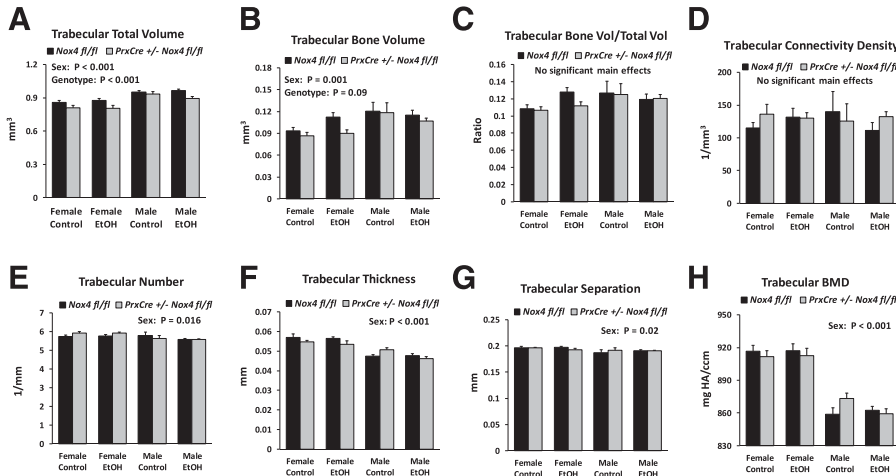 A
Trabecular Total Volume
Nox4 fl/fl PrxCre +/- Nox4 fl/fl
Sex: P < 0.001
Genotype: P < 0.001
1.2
0.9
0.6
0.3
0
mm³
Female Control
Female EtOH
Male Control
Male EtOH
B
Trabecular Bone Volume
Nox4 fl/fl PrxCre +/- Nox4 fl/fl
Sex: P = 0.001
Genotype: P = 0.09
0.18
0.15
0.12
0.09
0.06
0.03
0
mm³
Female Control
Female EtOH
Male Control
Male EtOH
C
Trabecular Bone Vol/Total Vol
Nox4 fl/fl PrxCre +/- Nox4 fl/fl
No significant main effects
0.16
0.14
0.12
0.1
0.08
0.06
0.04
0.02
0
Ratio
Female Control
Female EtOH
Male Control
Male EtOH
D
Trabecular Connectivity Density
Nox4 fl/fl PrxCre +/- Nox4 fl/fl
No significant main effects
200
150
100
50
0
1/mm³
Female Control
Female EtOH
Male Control
Male EtOH
E
Trabecular Number
Nox4 fl/fl PrxCre +/- Nox4 fl/fl
Sex: P = 0.016
7
6
5
4
3
2
1
0
1/mm
Female Control
Female EtOH
Male Control
Male EtOH
F
Trabecular Thickness
Nox4 fl/fl PrxCre +/- Nox4 fl/fl
Sex: P < 0.001
0.07
0.06
0.05
0.04
0.03
0.02
0.01
0
mm
Female Control
Female EtOH
Male Control
Male EtOH
G
Trabecular Separation
Nox4 fl/fl PrxCre +/- Nox4 fl/fl
Sex: P = 0.02
0.25
0.2
0.15
0.1
0.05
0
mm
Female Control
Female EtOH
Male Control
Male EtOH
H
Trabecular BMD
Nox4 fl/fl PrxCre +/- Nox4 fl/fl
Sex: P < 0.001
950
920
890
860
830
mg HA/ccm
Female Control
Female EtOH
Male Control
Male EtOH